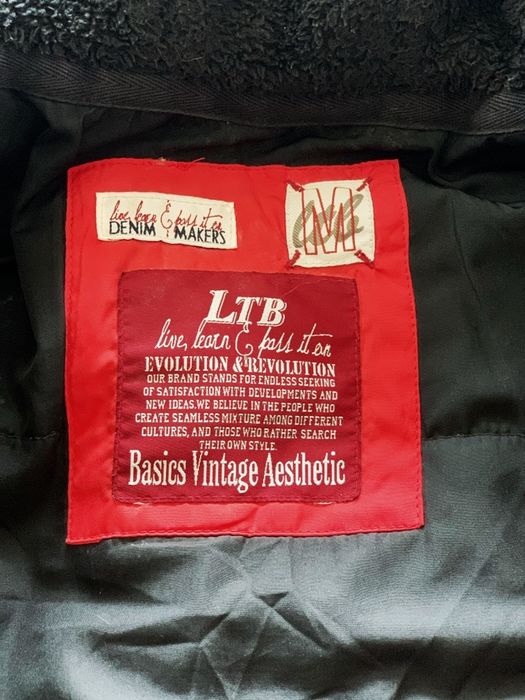 live, learn & pass it on
DENIM MAKERS
M
LTB
live, learn & pass it on
EVOLUTION & REVOLUTION
OUR BRAND STANDS FOR ENDLESS SEEKING
OF SATISFACTION WITH DEVELOPMENTS AND
NEW IDEAS.WE BELIEVE IN THE PEOPLE WHO
CREATE SEAMLESS MIXTURE AMONG DIFFERENT
CULTURES, AND THOSE WHO RATHER SEARCH
THEIR OWN STYLE.
Basics Vintage Aesthetic